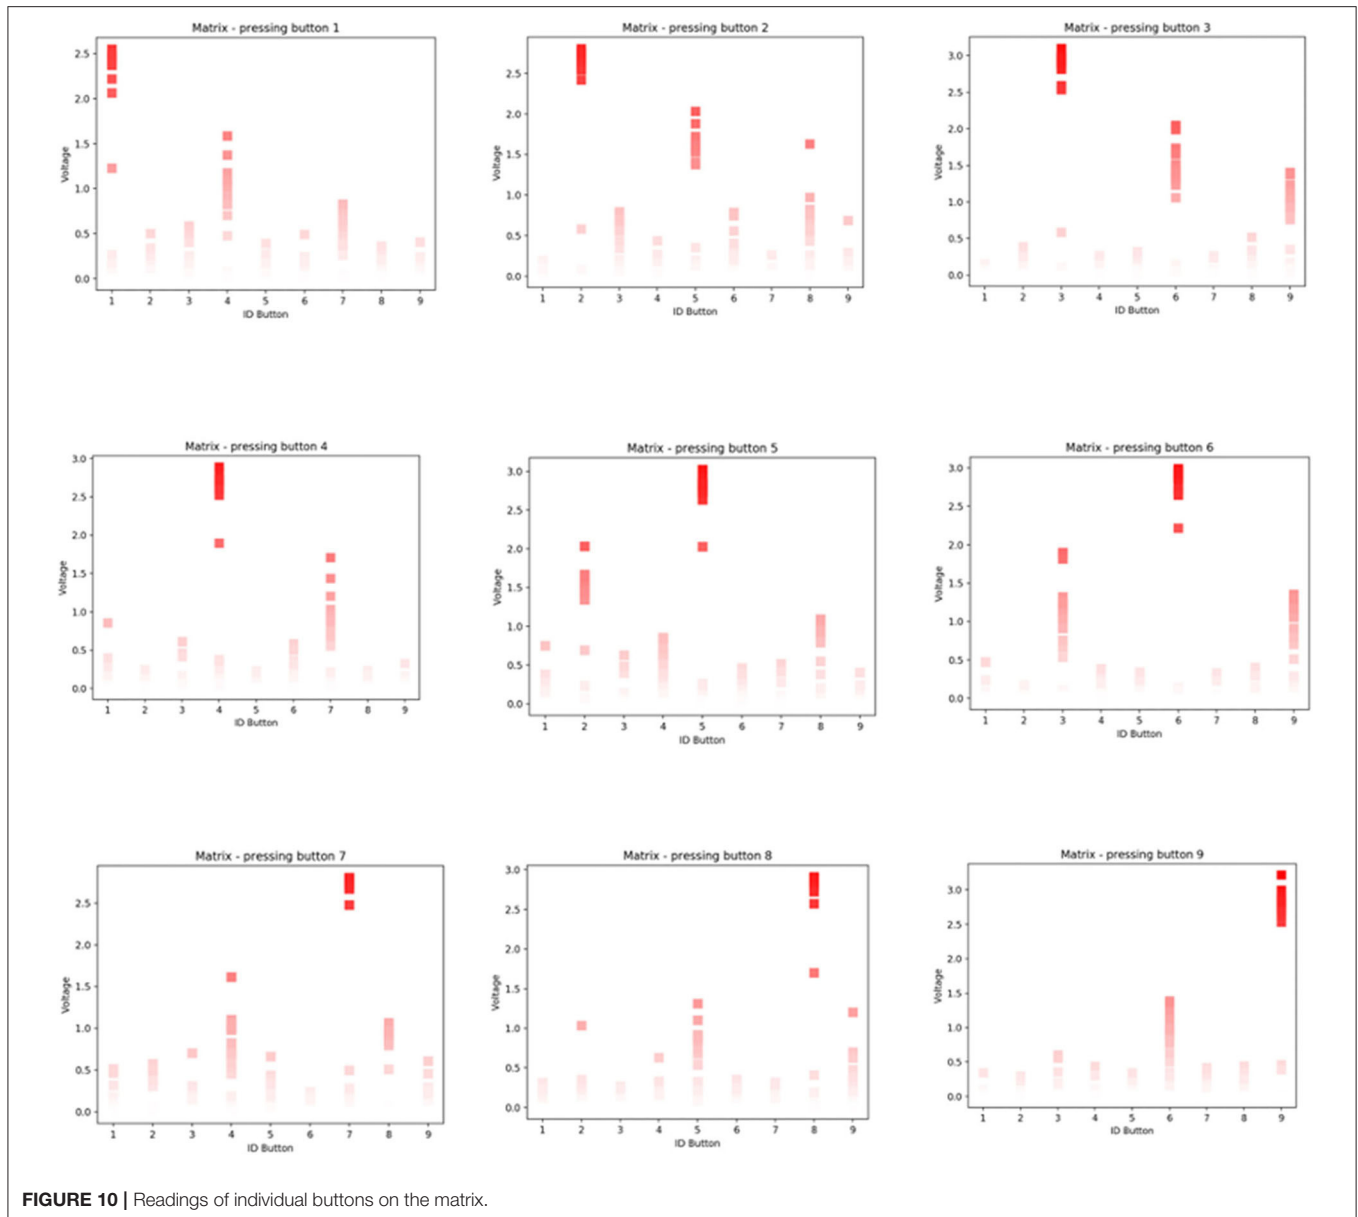 Matrix - pressing button 1
Voltage
2.5
2.0
1.5
1.0
0.5
0.0
1 2 3 4 5 6 7 8 9
ID Button
Matrix - pressing button 2
Voltage
2.5
2.0
1.5
1.0
0.5
0.0
1 2 3 4 5 6 7 8 9
ID Button
Matrix - pressing button 3
Voltage
3.0
2.5
2.0
1.5
1.0
0.5
0.0
1 2 3 4 5 6 7 8 9
ID Button
Matrix - pressing button 4
Voltage
3.0
2.5
2.0
1.5
1.0
0.5
0.0
1 2 3 4 5 6 7 8 9
ID Button
Matrix - pressing button 5
Voltage
3.0
2.5
2.0
1.5
1.0
0.5
0.0
1 2 3 4 5 6 7 8 9
ID Button
Matrix - pressing button 6
Voltage
3.0
2.5
2.0
1.5
1.0
0.5
0.0
1 2 3 4 5 6 7 8 9
ID Button
Matrix - pressing button 7
Voltage
2.5
2.0
1.5
1.0
0.5
0.0
1 2 3 4 5 6 7 8 9
ID Button
Matrix - pressing button 8
Voltage
3.0
2.5
2.0
1.5
1.0
0.5
0.0
1 2 3 4 5 6 7 8 9
ID Button
Matrix - pressing button 9
Voltage
3.0
2.5
2.0
1.5
1.0
0.5
0.0
1 2 3 4 5 6 7 8 9
ID Button
FIGURE 10 | Readings of individual buttons on the matrix.